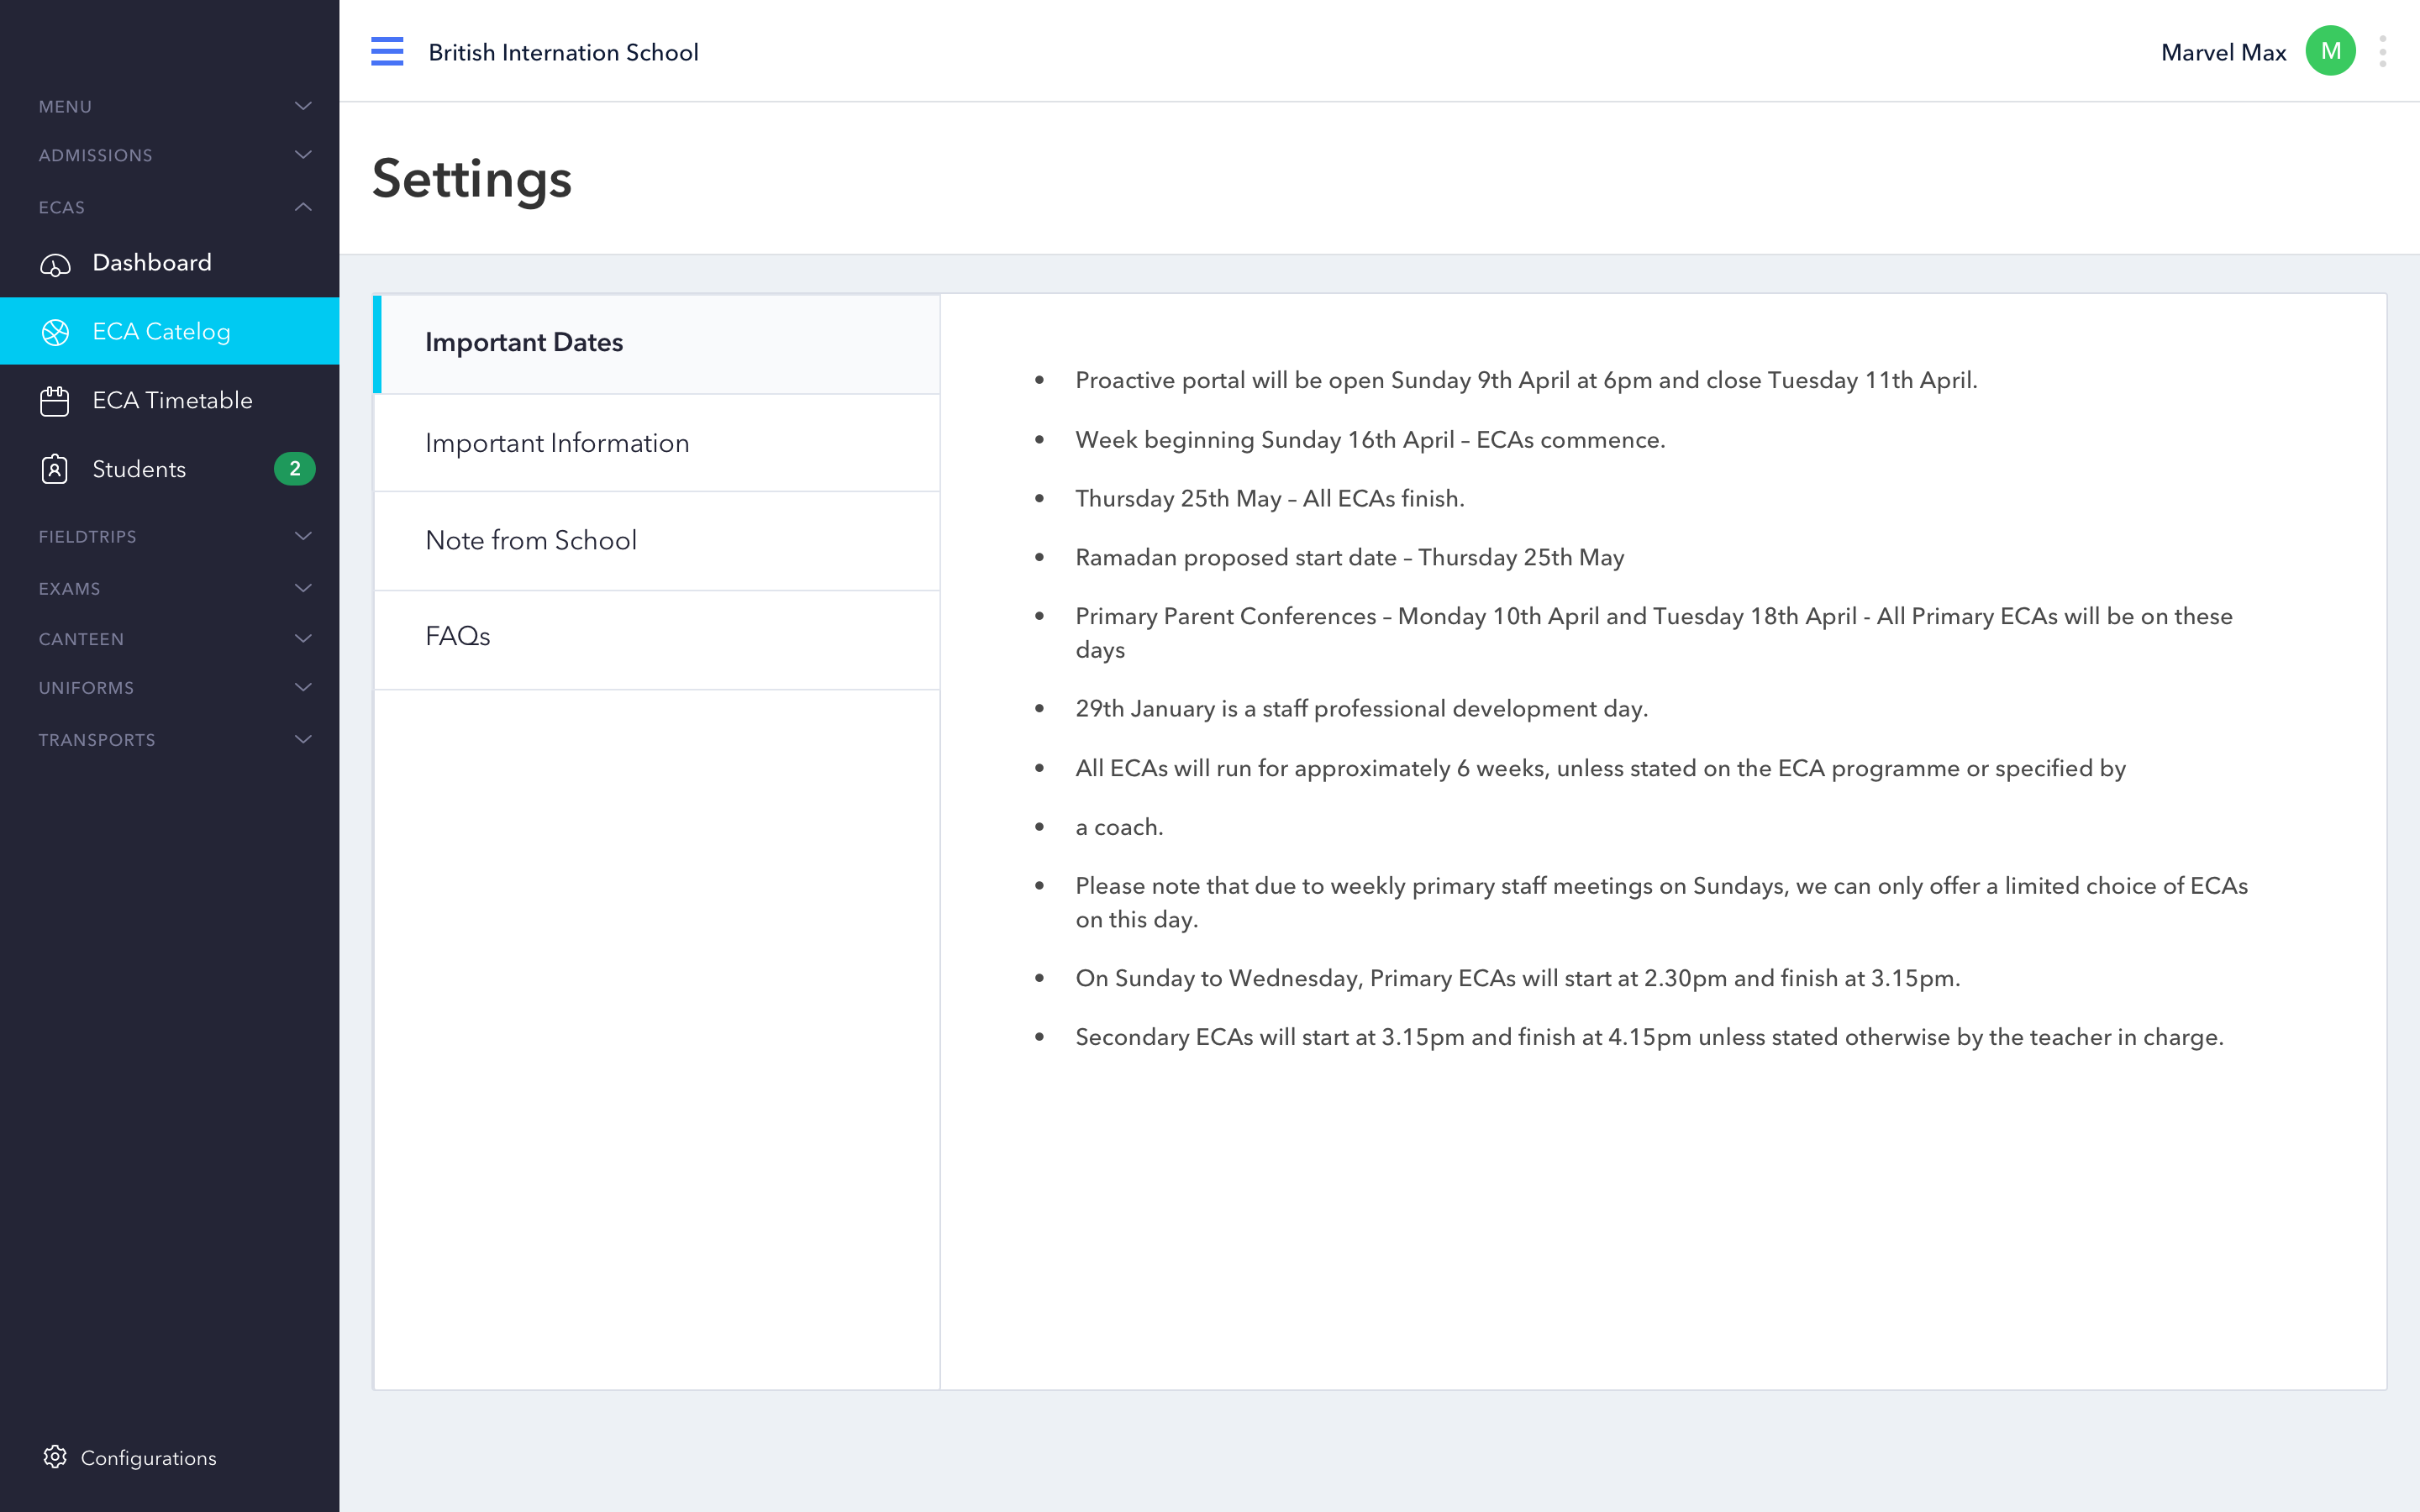 British Internation School
Marvel Max
M
MENU
ADMISSIONS
ECAS
Dashboard
ECA Catelog
ECA Timetable
Students
2
FIELDTRIPS
EXAMS
CANTEEN
UNIFORMS
TRANSPORTS
Configurations
Settings
Important Dates
Important Information
Note from School
FAQs
• Proactive portal will be open Sunday 9th April at 6pm and close Tuesday 11th April.
• Week beginning Sunday 16th April – ECAs commence.
• Thursday 25th May – All ECAs finish.
• Ramadan proposed start date – Thursday 25th May
• Primary Parent Conferences – Monday 10th April and Tuesday 18th April - All Primary ECAs will be on these
days
• 29th January is a staff professional development day.
• All ECAs will run for approximately 6 weeks, unless stated on the ECA programme or specified by
• a coach.
• Please note that due to weekly primary staff meetings on Sundays, we can only offer a limited choice of ECAs
on this day.
• On Sunday to Wednesday, Primary ECAs will start at 2.30pm and finish at 3.15pm.
• Secondary ECAs will start at 3.15pm and finish at 4.15pm unless stated otherwise by the teacher in charge.